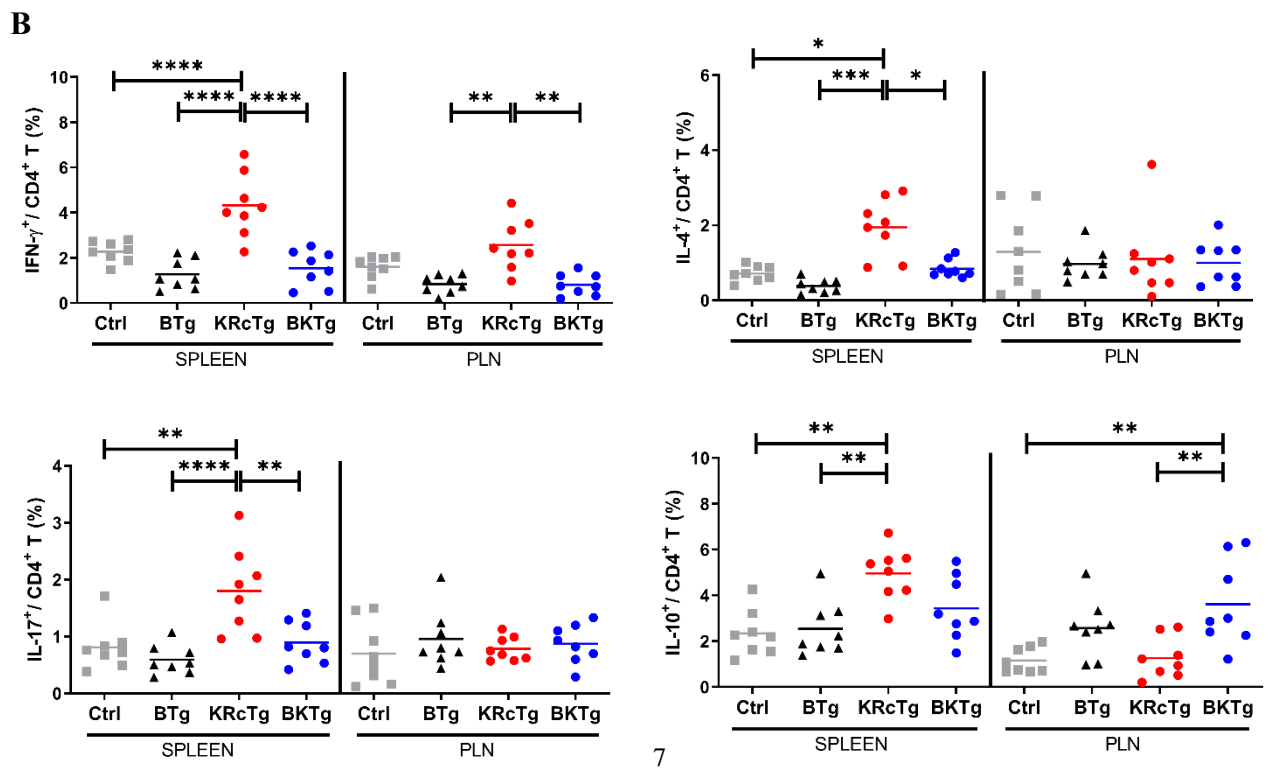 B
IFN-γ⁺/ CD4⁺ T (%)
10
8
6
4
2
0
****
****
****
**
**
Ctrl BTg KRcTg BKTg Ctrl BTg KRcTg BKTg
SPLEEN PLN
IL-4⁺/ CD4⁺ T (%)
6
4
2
0
*
***
*
Ctrl BTg KRcTg BKTg Ctrl BTg KRcTg BKTg
SPLEEN PLN
IL-17⁺/ CD4⁺ T (%)
4
3
2
1
0
**
****
**
Ctrl BTg KRcTg BKTg Ctrl BTg KRcTg BKTg
SPLEEN PLN
IL-10⁺/ CD4⁺ T (%)
10
8
6
4
2
0
**
**
**
**
Ctrl BTg KRcTg BKTg Ctrl BTg KRcTg BKTg
SPLEEN PLN
7